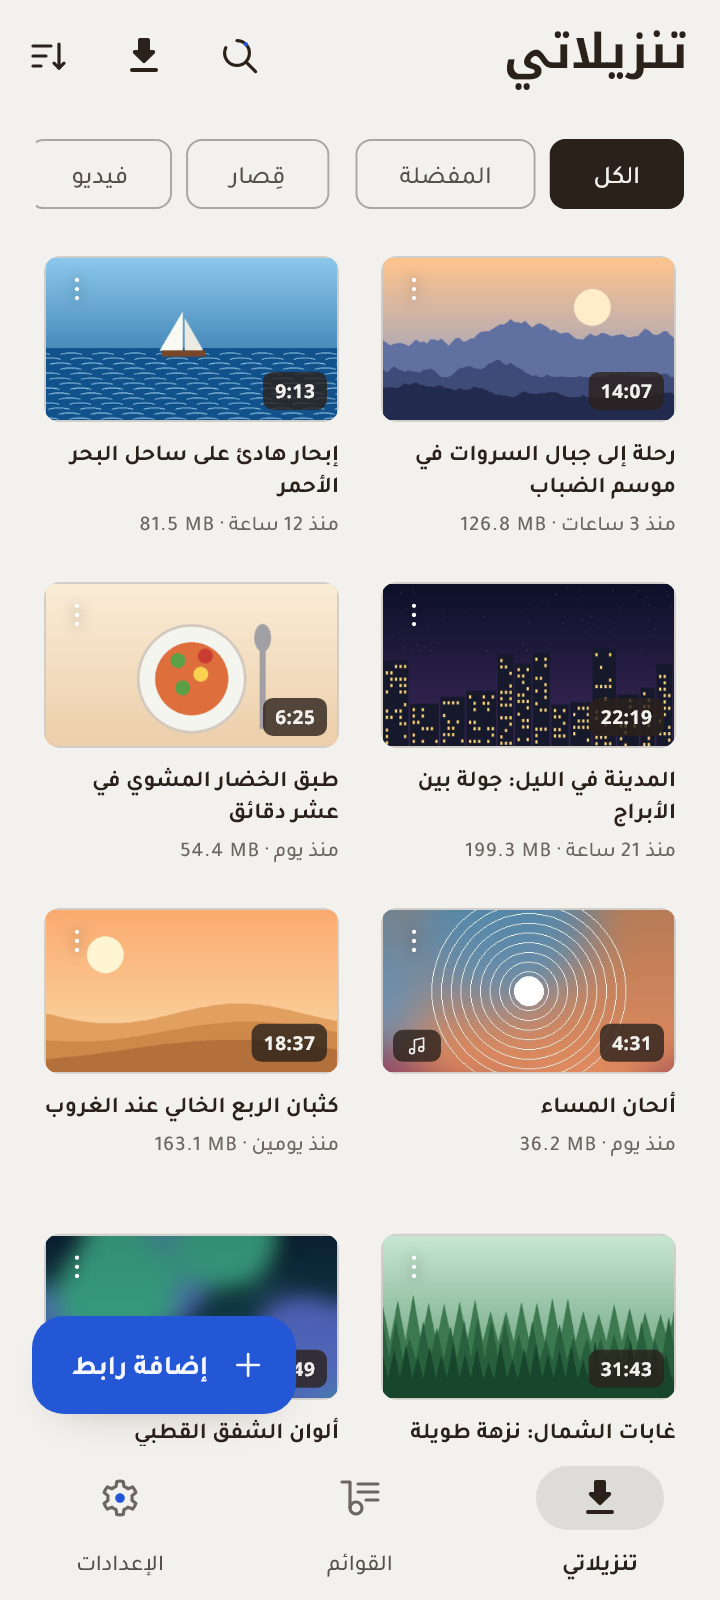 تنزيلاتي
الكل
المفضلة
قِصار
فيديو
14:07
رحلة إلى جبال السروات في
موسم الضباب
منذ 3 ساعات · 126.8 MB
9:13
إبحار هادئ على ساحل البحر
الأحمر
منذ 12 ساعة · 81.5 MB
22:19
المدينة في الليل: جولة بين
الأبراج
منذ 21 ساعة · 199.3 MB
6:25
طبق الخضار المشوي في
عشر دقائق
منذ يوم · 54.4 MB
4:31
ألحان المساء
منذ يوم · 36.2 MB
18:37
كثبان الربع الخالي عند الغروب
منذ يومين · 163.1 MB
31:43
غابات الشمال: نزهة طويلة
ألوان الشفق القطبي
إضافة رابط
تنزيلاتي
القوائم
الإعدادات